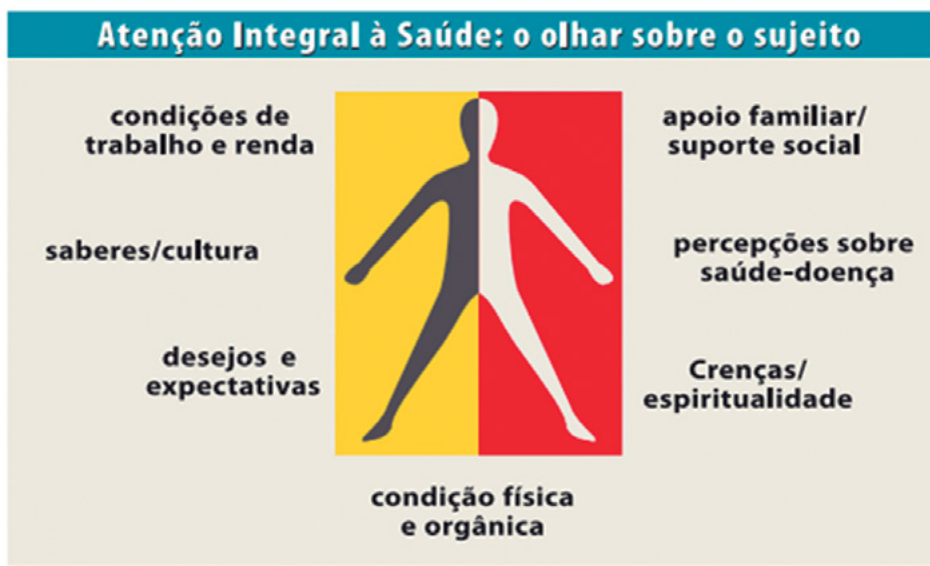 Atenção Integral à Saúde: o olhar sobre o sujeito
condições de
trabalho e renda
apoio familiar/
suporte social
saberes/cultura
percepções sobre
saúde-doença
desejos e
expectativas
Crenças/
espiritualidade
condição física
e orgânica